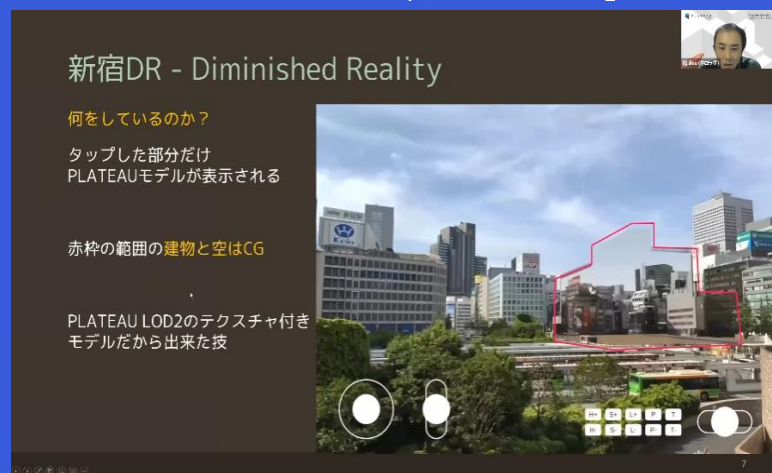 新宿DR - Diminished Reality
何をしているのか?
タップした部分だけ
PLATEAUモデルが表示される
赤枠の範囲の建物と空はCG
PLATEAU LOD2のテクスチャ付き
モデルだから出来た技
Keio
H+ S+ L+ P T
H- S- L- P- T-
7